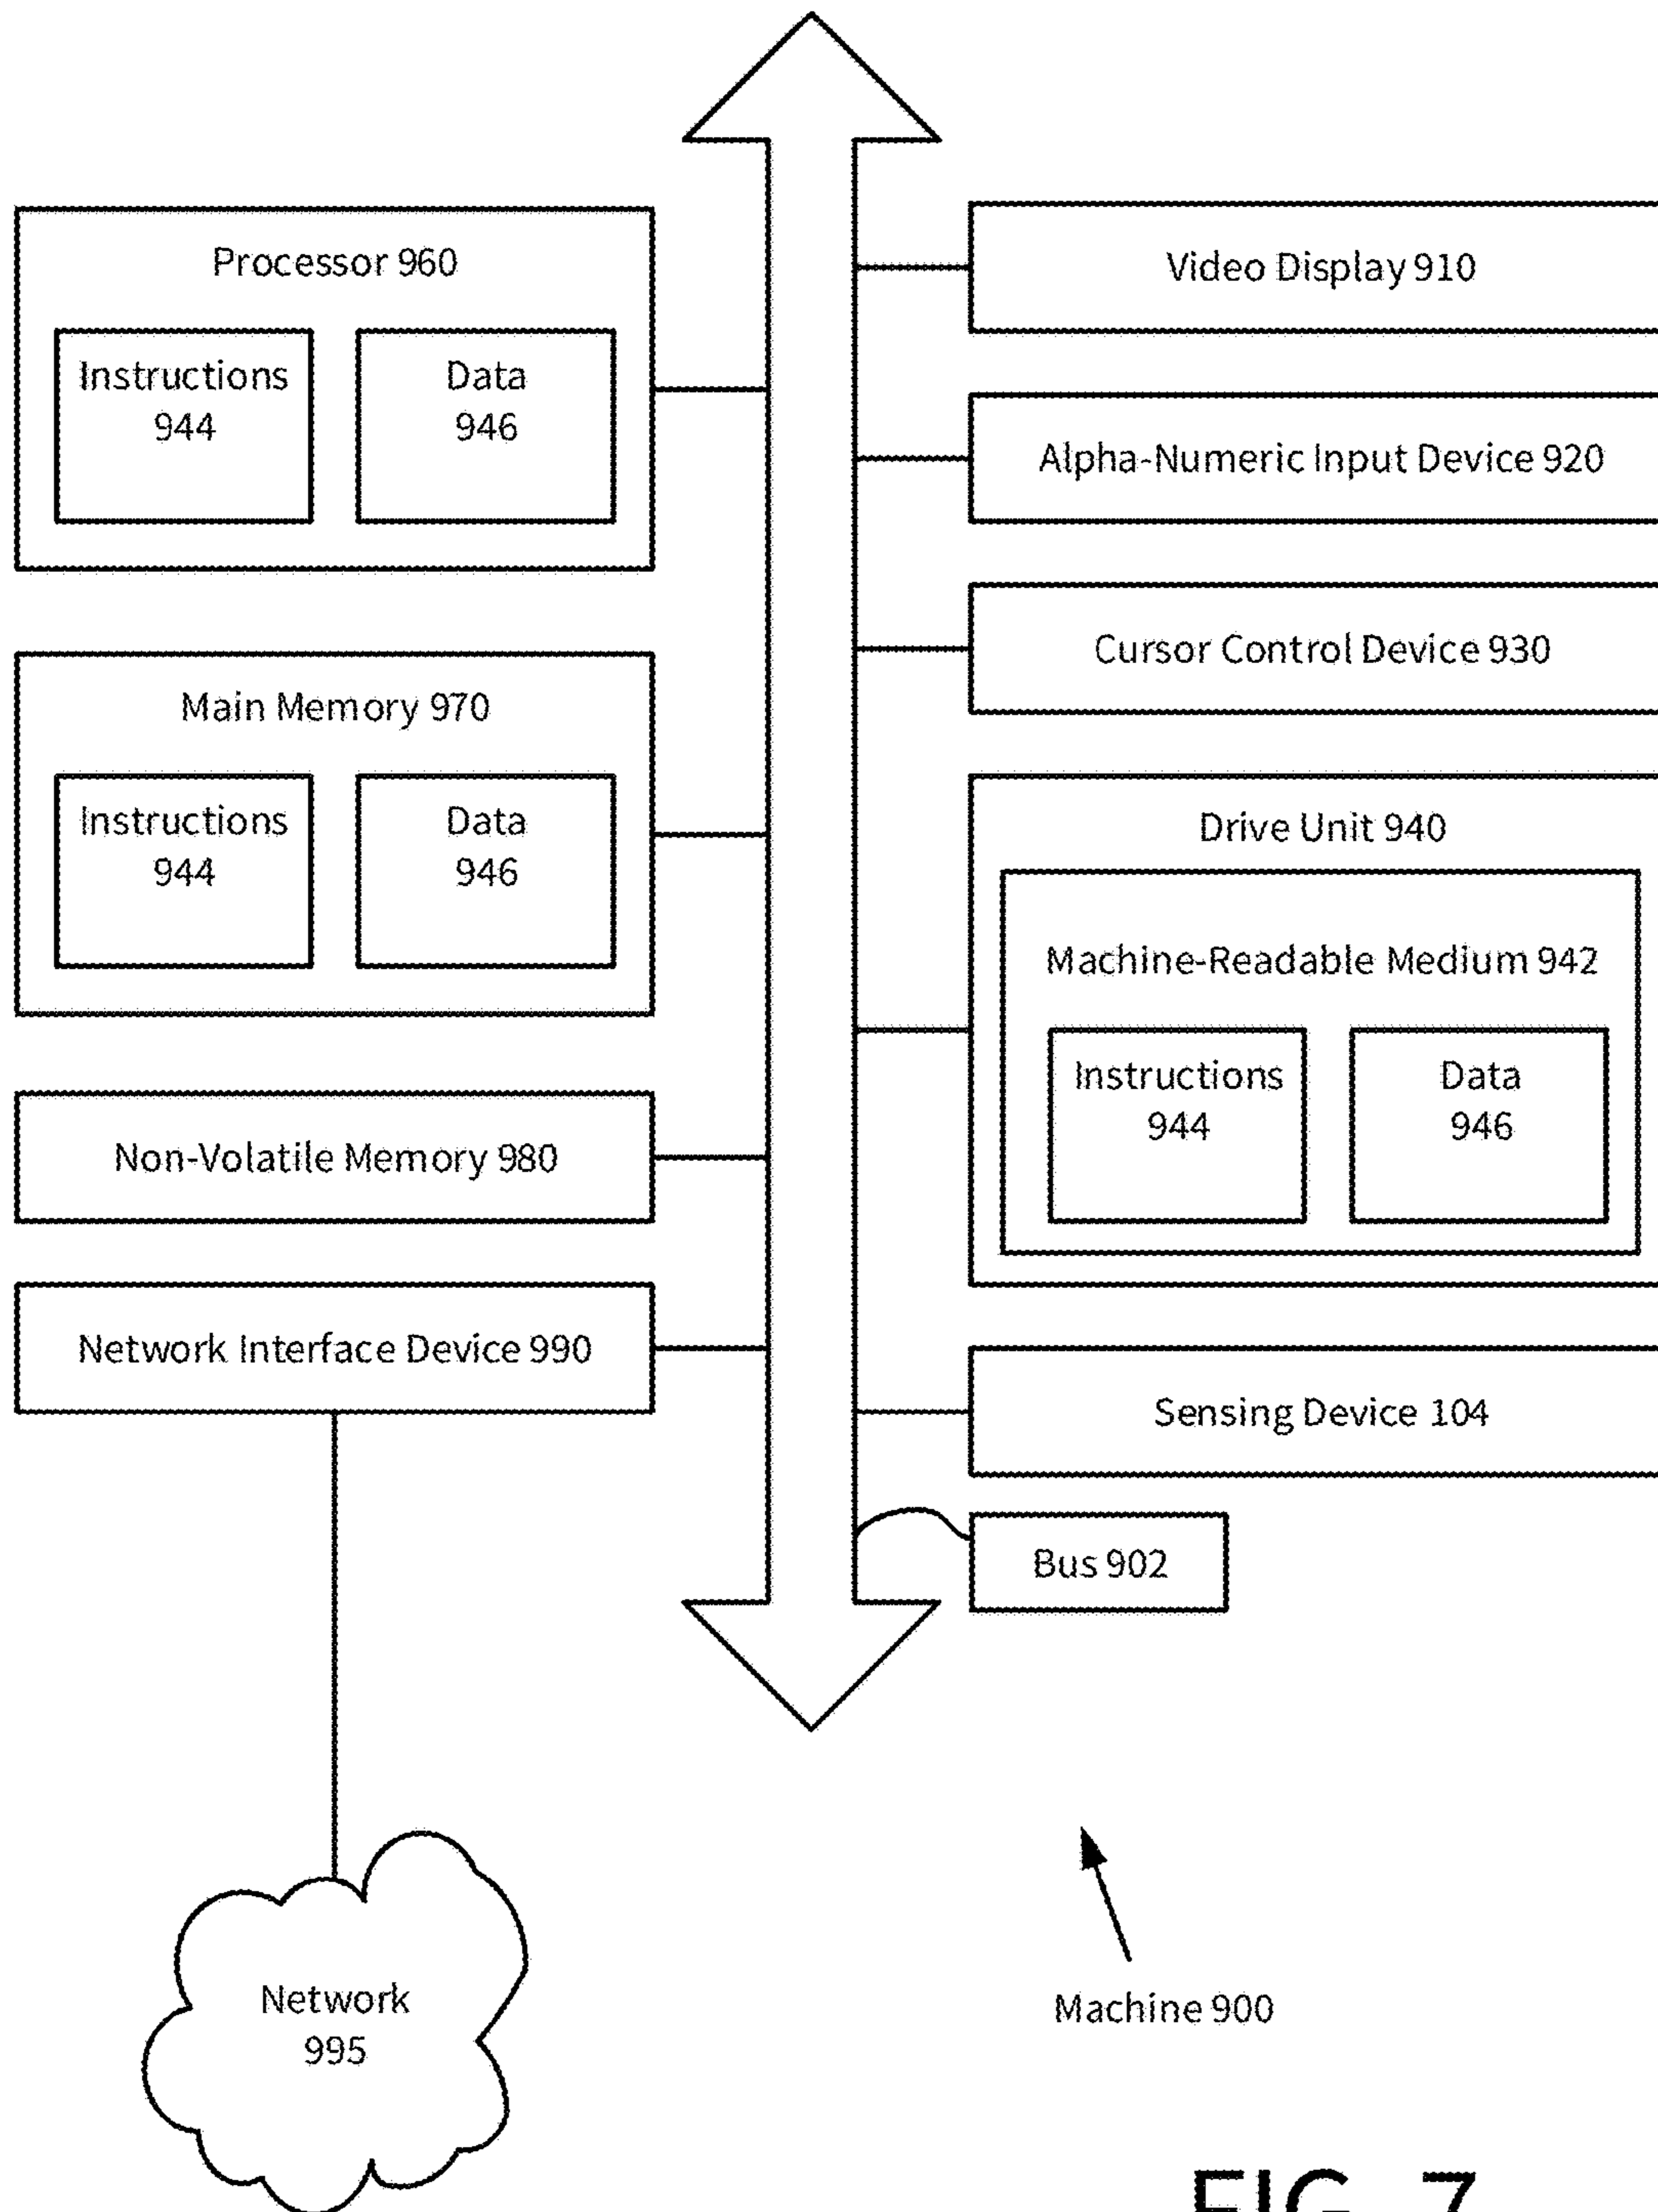 Processor 960
Instructions
944
Data
946
Main Memory 970
Instructions
944
Data
946
Non-Volatile Memory 980
Network Interface Device 990
Network
995
Video Display 910
Alpha-Numeric Input Device 920
Cursor Control Device 930
Drive Unit 940
Machine-Readable Medium 942
Instructions
944
Data
946
Sensing Device 104
Bus 902
Machine 900
FIG. 7